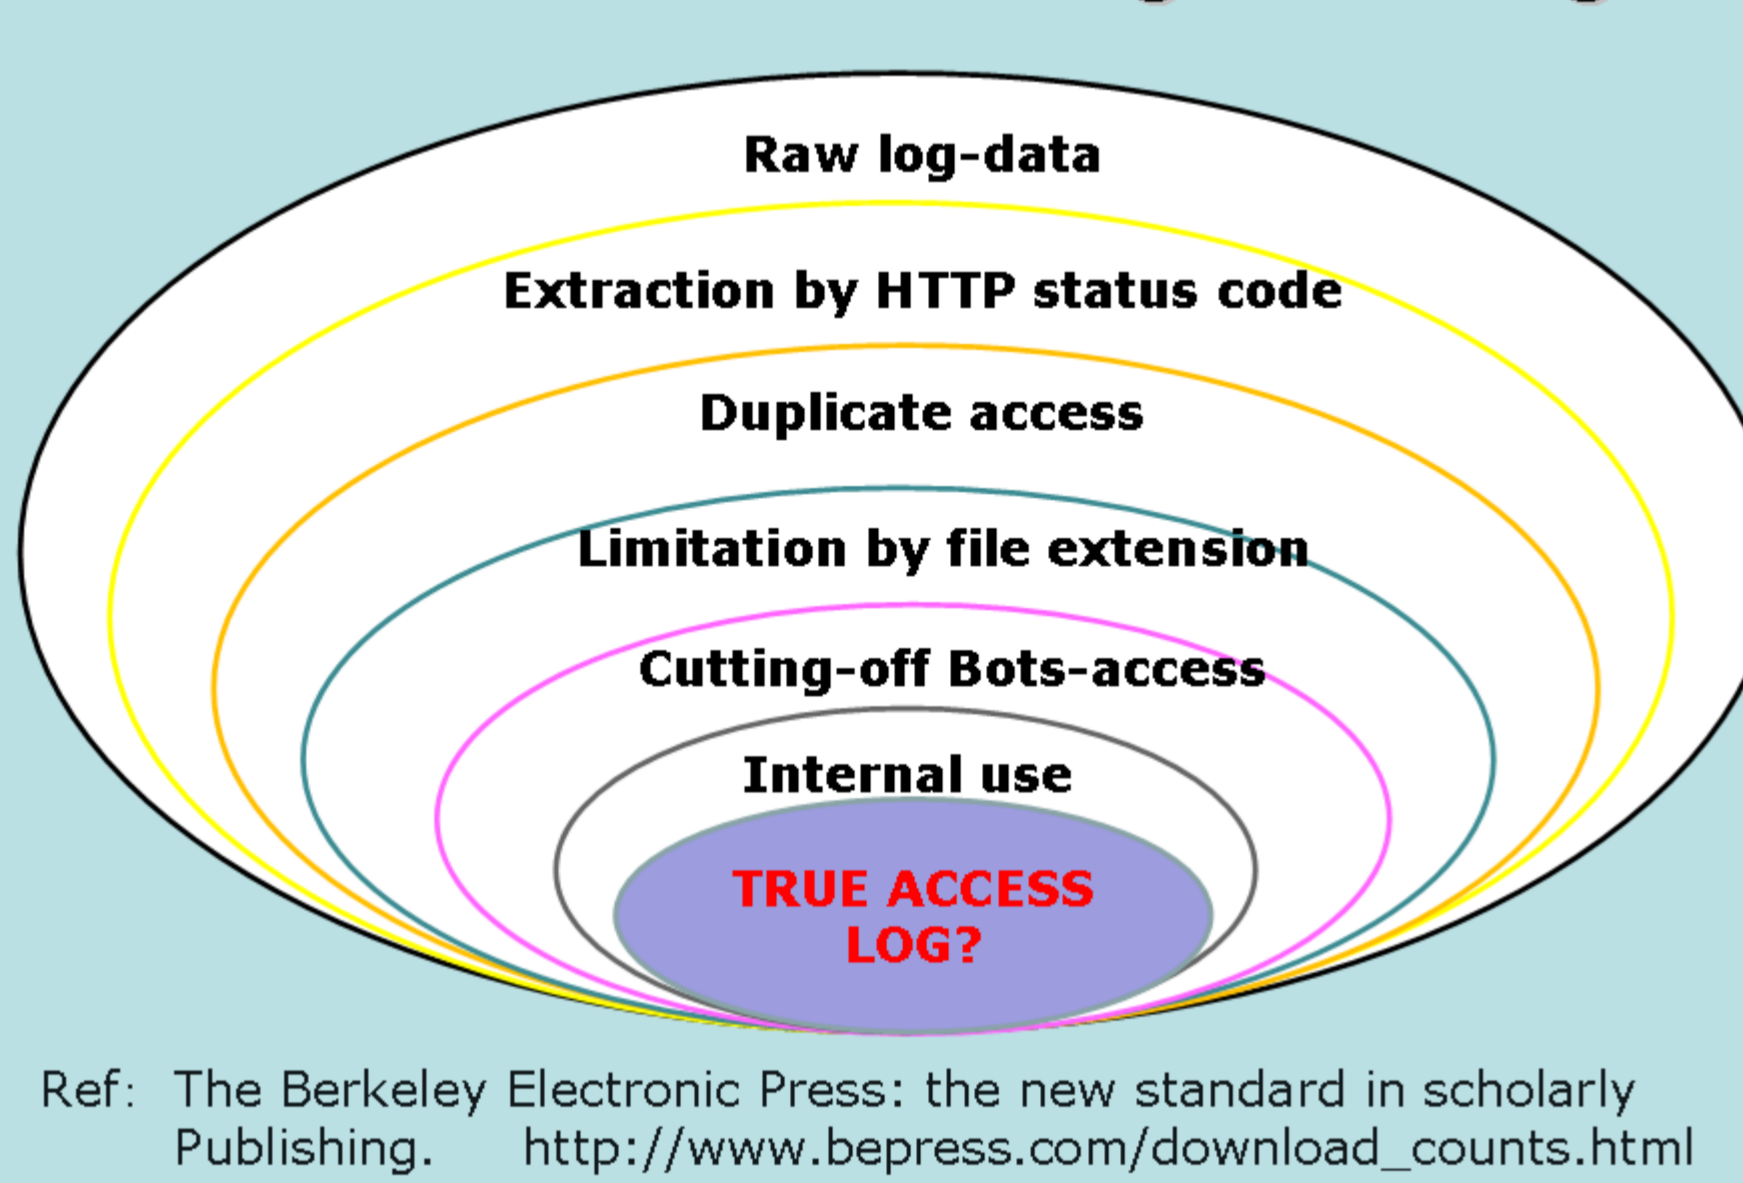 Raw log-data
Extraction by HTTP status code
Duplicate access
Limitation by file extension
Cutting-off Bots-access
Internal use
TRUE ACCESS
LOG?
Ref: The Berkeley Electronic Press: the new standard in scholarly
Publishing. http://www.bepress.com/download_counts.html